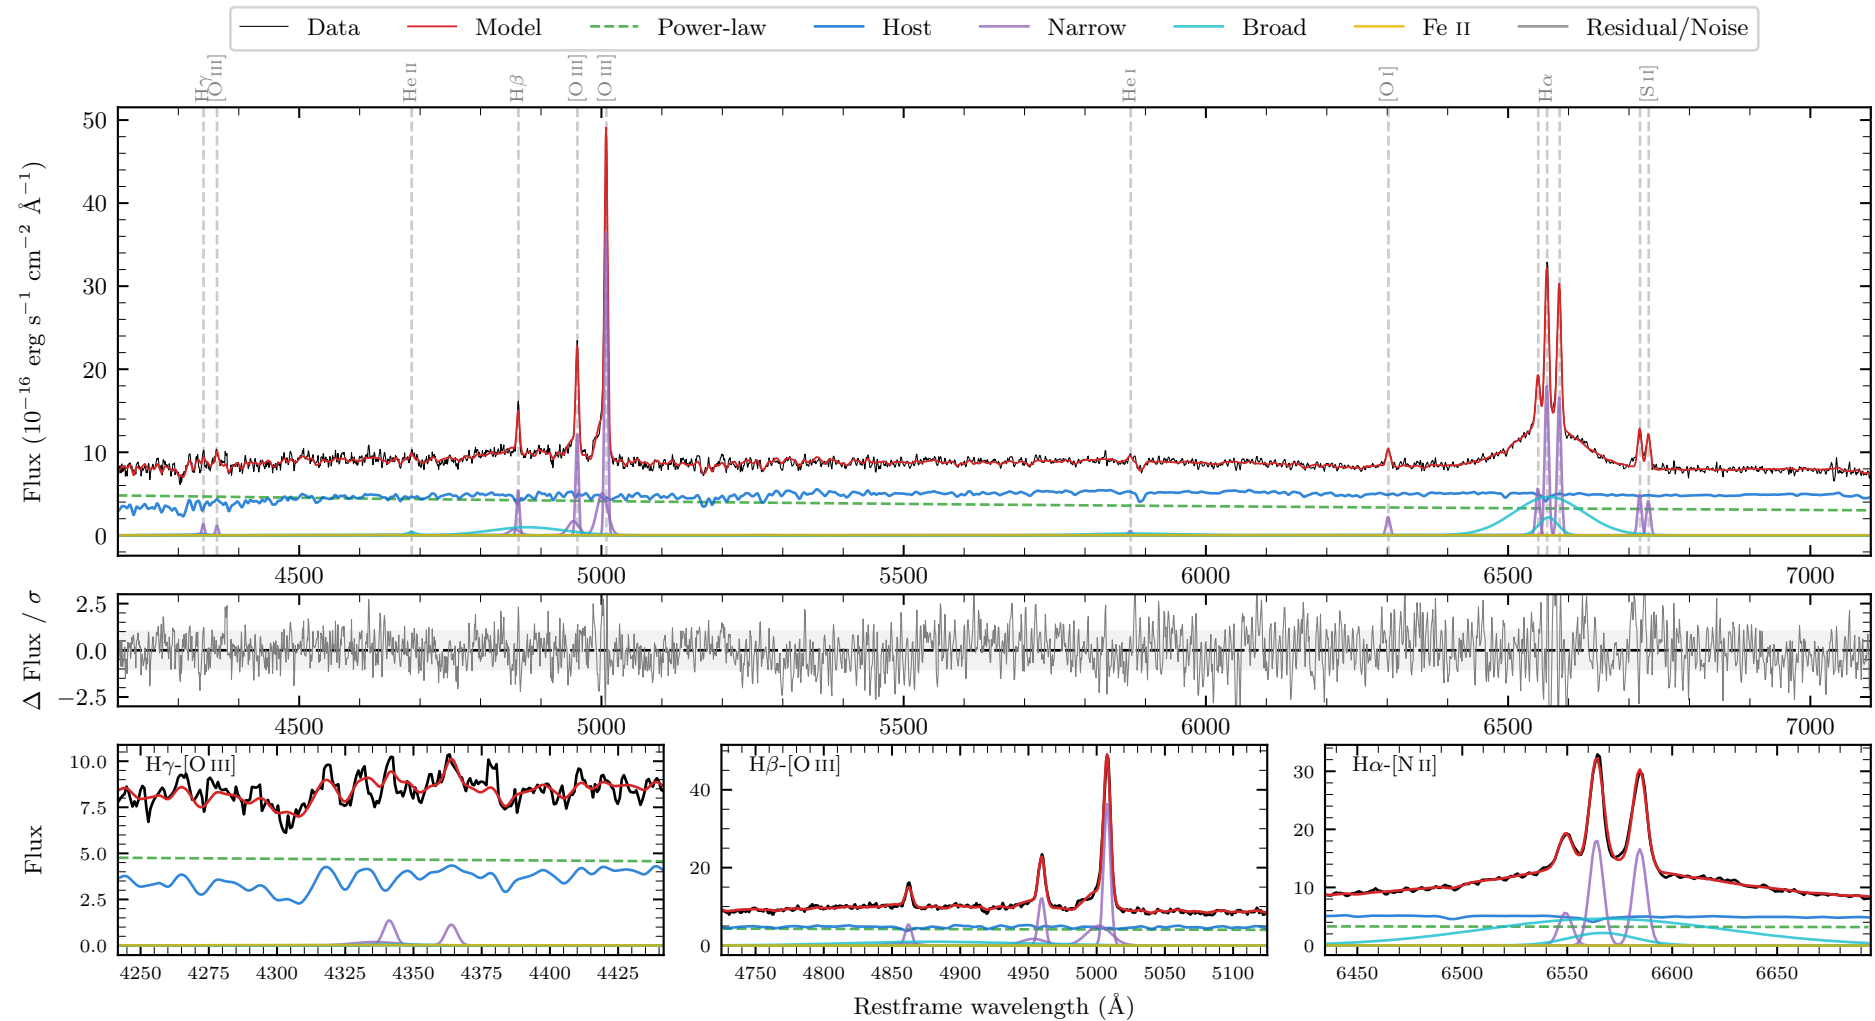 Data Model Power-law Host Narrow Broad Fe II Residual/Noise
Hγ [O III] He II Hβ [O III] [O III] He I [O I] Hα [S II]
Flux (10⁻¹⁶ erg s⁻¹ cm⁻² Å⁻¹)
50
40
30
20
10
0
4500 5000 5500 6000 6500 7000
Δ Flux / σ
2.5
0.0
−2.5
4500 5000 5500 6000 6500 7000
Flux
Hγ-[O III]
10.0
7.5
5.0
2.5
0.0
4250 4275 4300 4325 4350 4375 4400 4425
Hβ-[O III]
40
20
0
4750 4800 4850 4900 4950 5000 5050 5100
Hα-[N II]
30
20
10
0
6450 6500 6550 6600 6650
Restframe wavelength (Å)